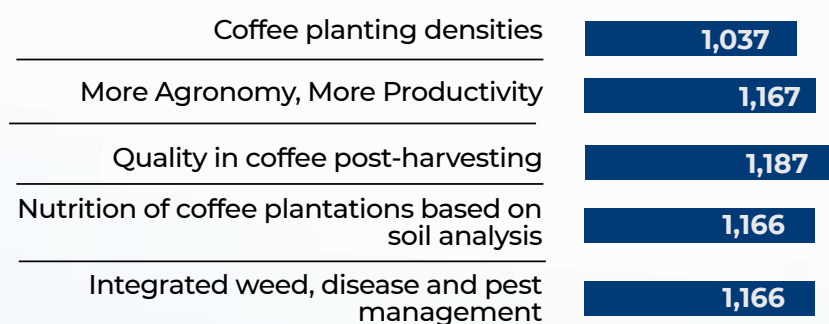 Coffee planting densities
1,037
More Agronomy, More Productivity
1,167
Quality in coffee post-harvesting
1,187
Nutrition of coffee plantations based on
soil analysis
1,166
Integrated weed, disease and pest
management
1,166